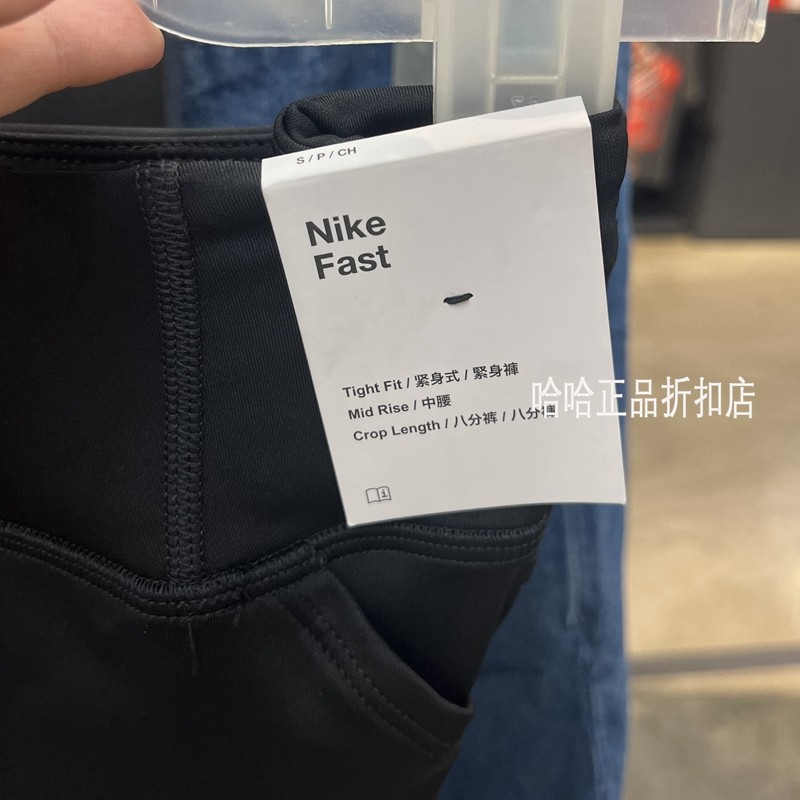 S / P / CH
Nike
Fast
Tight Fit / 紧身式 / 緊身褲
Mid Rise / 中腰
Crop Length / 八分裤 / 八分褲
哈哈正品折扣店